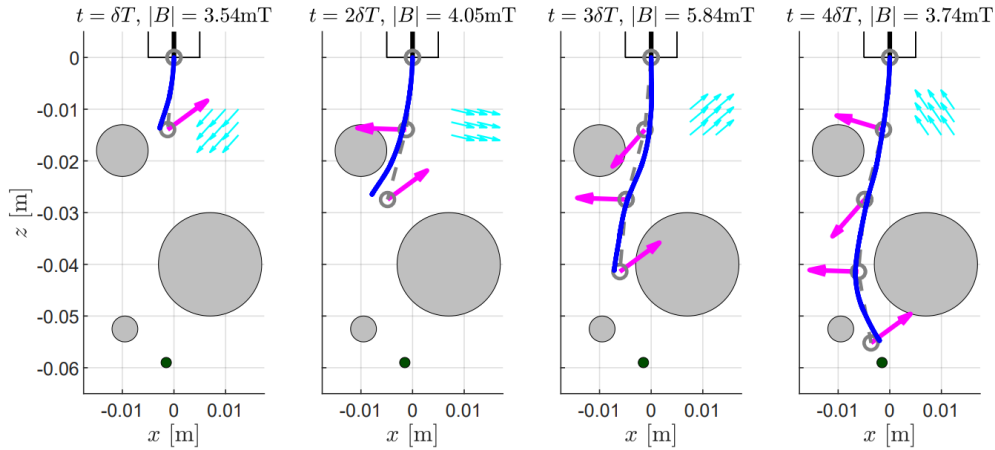 t = δT, |B| = 3.54mT
t = 2δT, |B| = 4.05mT
t = 3δT, |B| = 5.84mT
t = 4δT, |B| = 3.74mT
z [m]
0
-0.01
-0.02
-0.03
-0.04
-0.05
-0.06
-0.01 0 0.01
-0.01 0 0.01
-0.01 0 0.01
-0.01 0 0.01
x [m]
x [m]
x [m]
x [m]